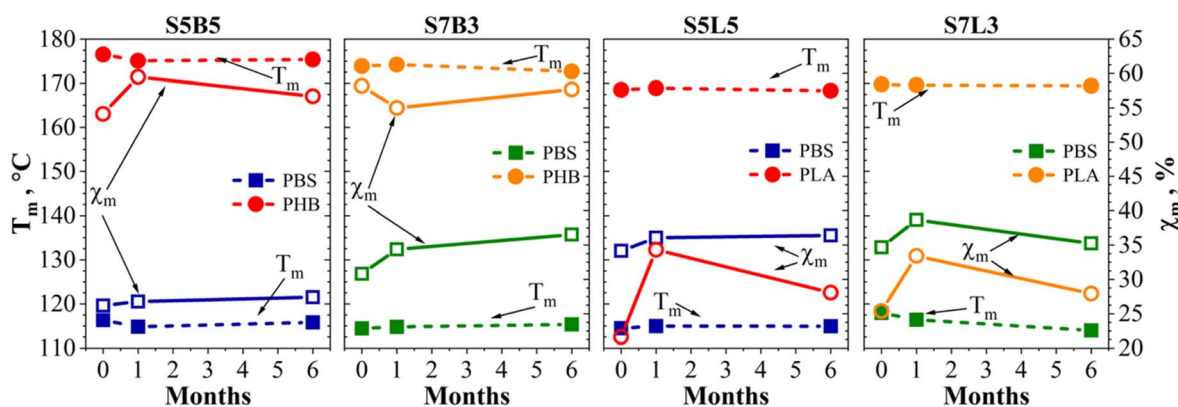 S5B5 S7B3 S5L5 S7L3
180 170 160 150 140 130 120 110
Tm , °C
Tm
χm
PBS
PHB
Tm
0 1 2 3 4 5 6
Months
Tm
PBS
PHB
χm
Tm
0 1 2 3 4 5 6
Months
Tm
PBS
PLA
χm
Tm
0 1 2 3 4 5 6
Months
Tm
PBS
PLA
χm
Tm
0 1 2 3 4 5 6
Months
65 60 55 50 45 40 35 30 25 20
χm , %